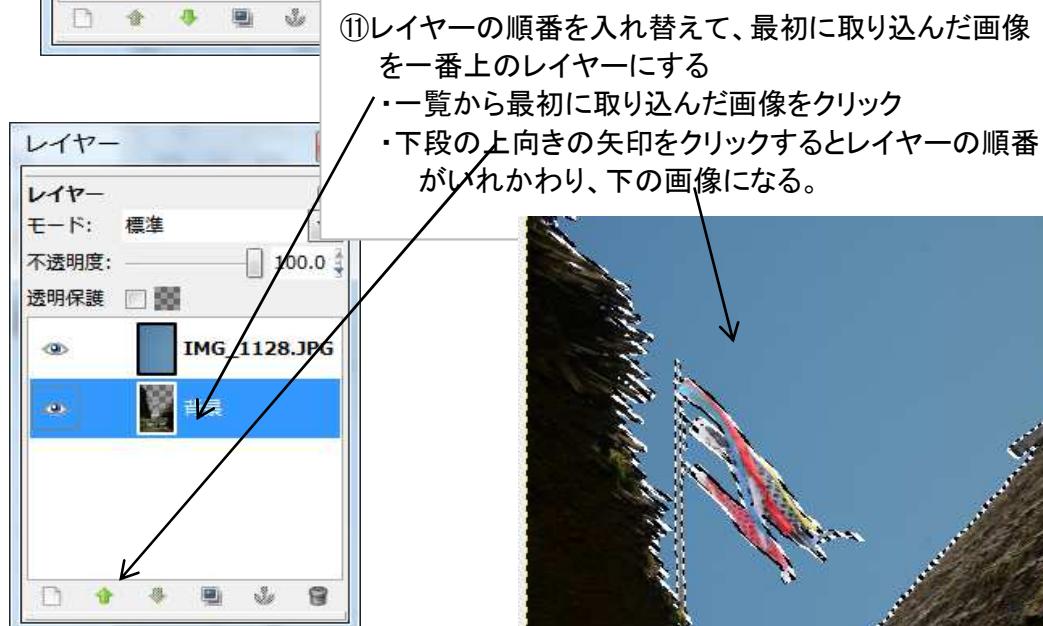 ⑪レイヤーの順番を入れ替えて、最初に取り込んだ画像
を一番上のレイヤーにする
・一覧から最初に取り込んだ画像をクリック
・下段の上向きの矢印をクリックするとレイヤーの順番
がいれかわり、下の画像になる。
レイヤー
レイヤー
モード: 標準
不透明度: 100.0
透明保護
IMG_1128.JPG
背景